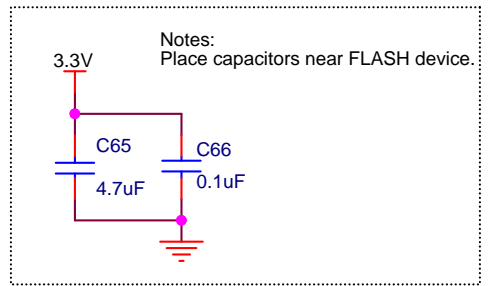 Notes:
Place capacitors near FLASH device.
3.3V
C65
4.7uF
C66
0.1uF